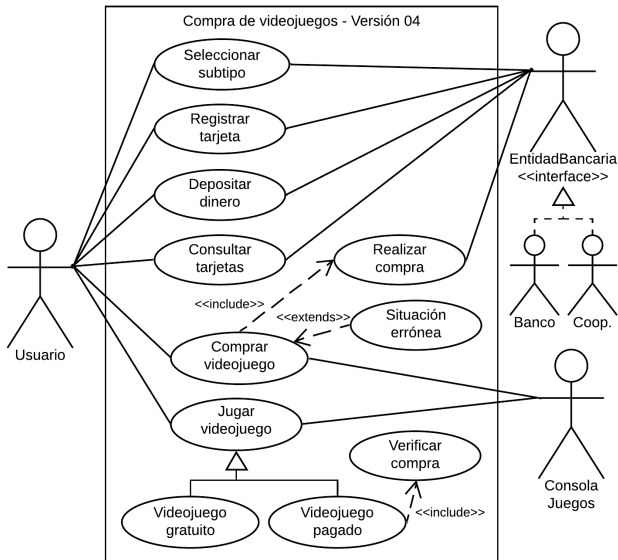 Compra de videojuegos - Versión 04
Seleccionar
subtipo
Registrar
tarjeta
Depositar
dinero
Consultar
tarjetas
Realizar
compra
<<include>>
<<extends>>
Situación
errónea
Comprar
videojuego
Jugar
videojuego
Verificar
compra
Videojuego
gratuito
Videojuego
pagado
<<include>>
Usuario
EntidadBancaria
<<interface>>
Banco
Coop.
Consola
Juegos